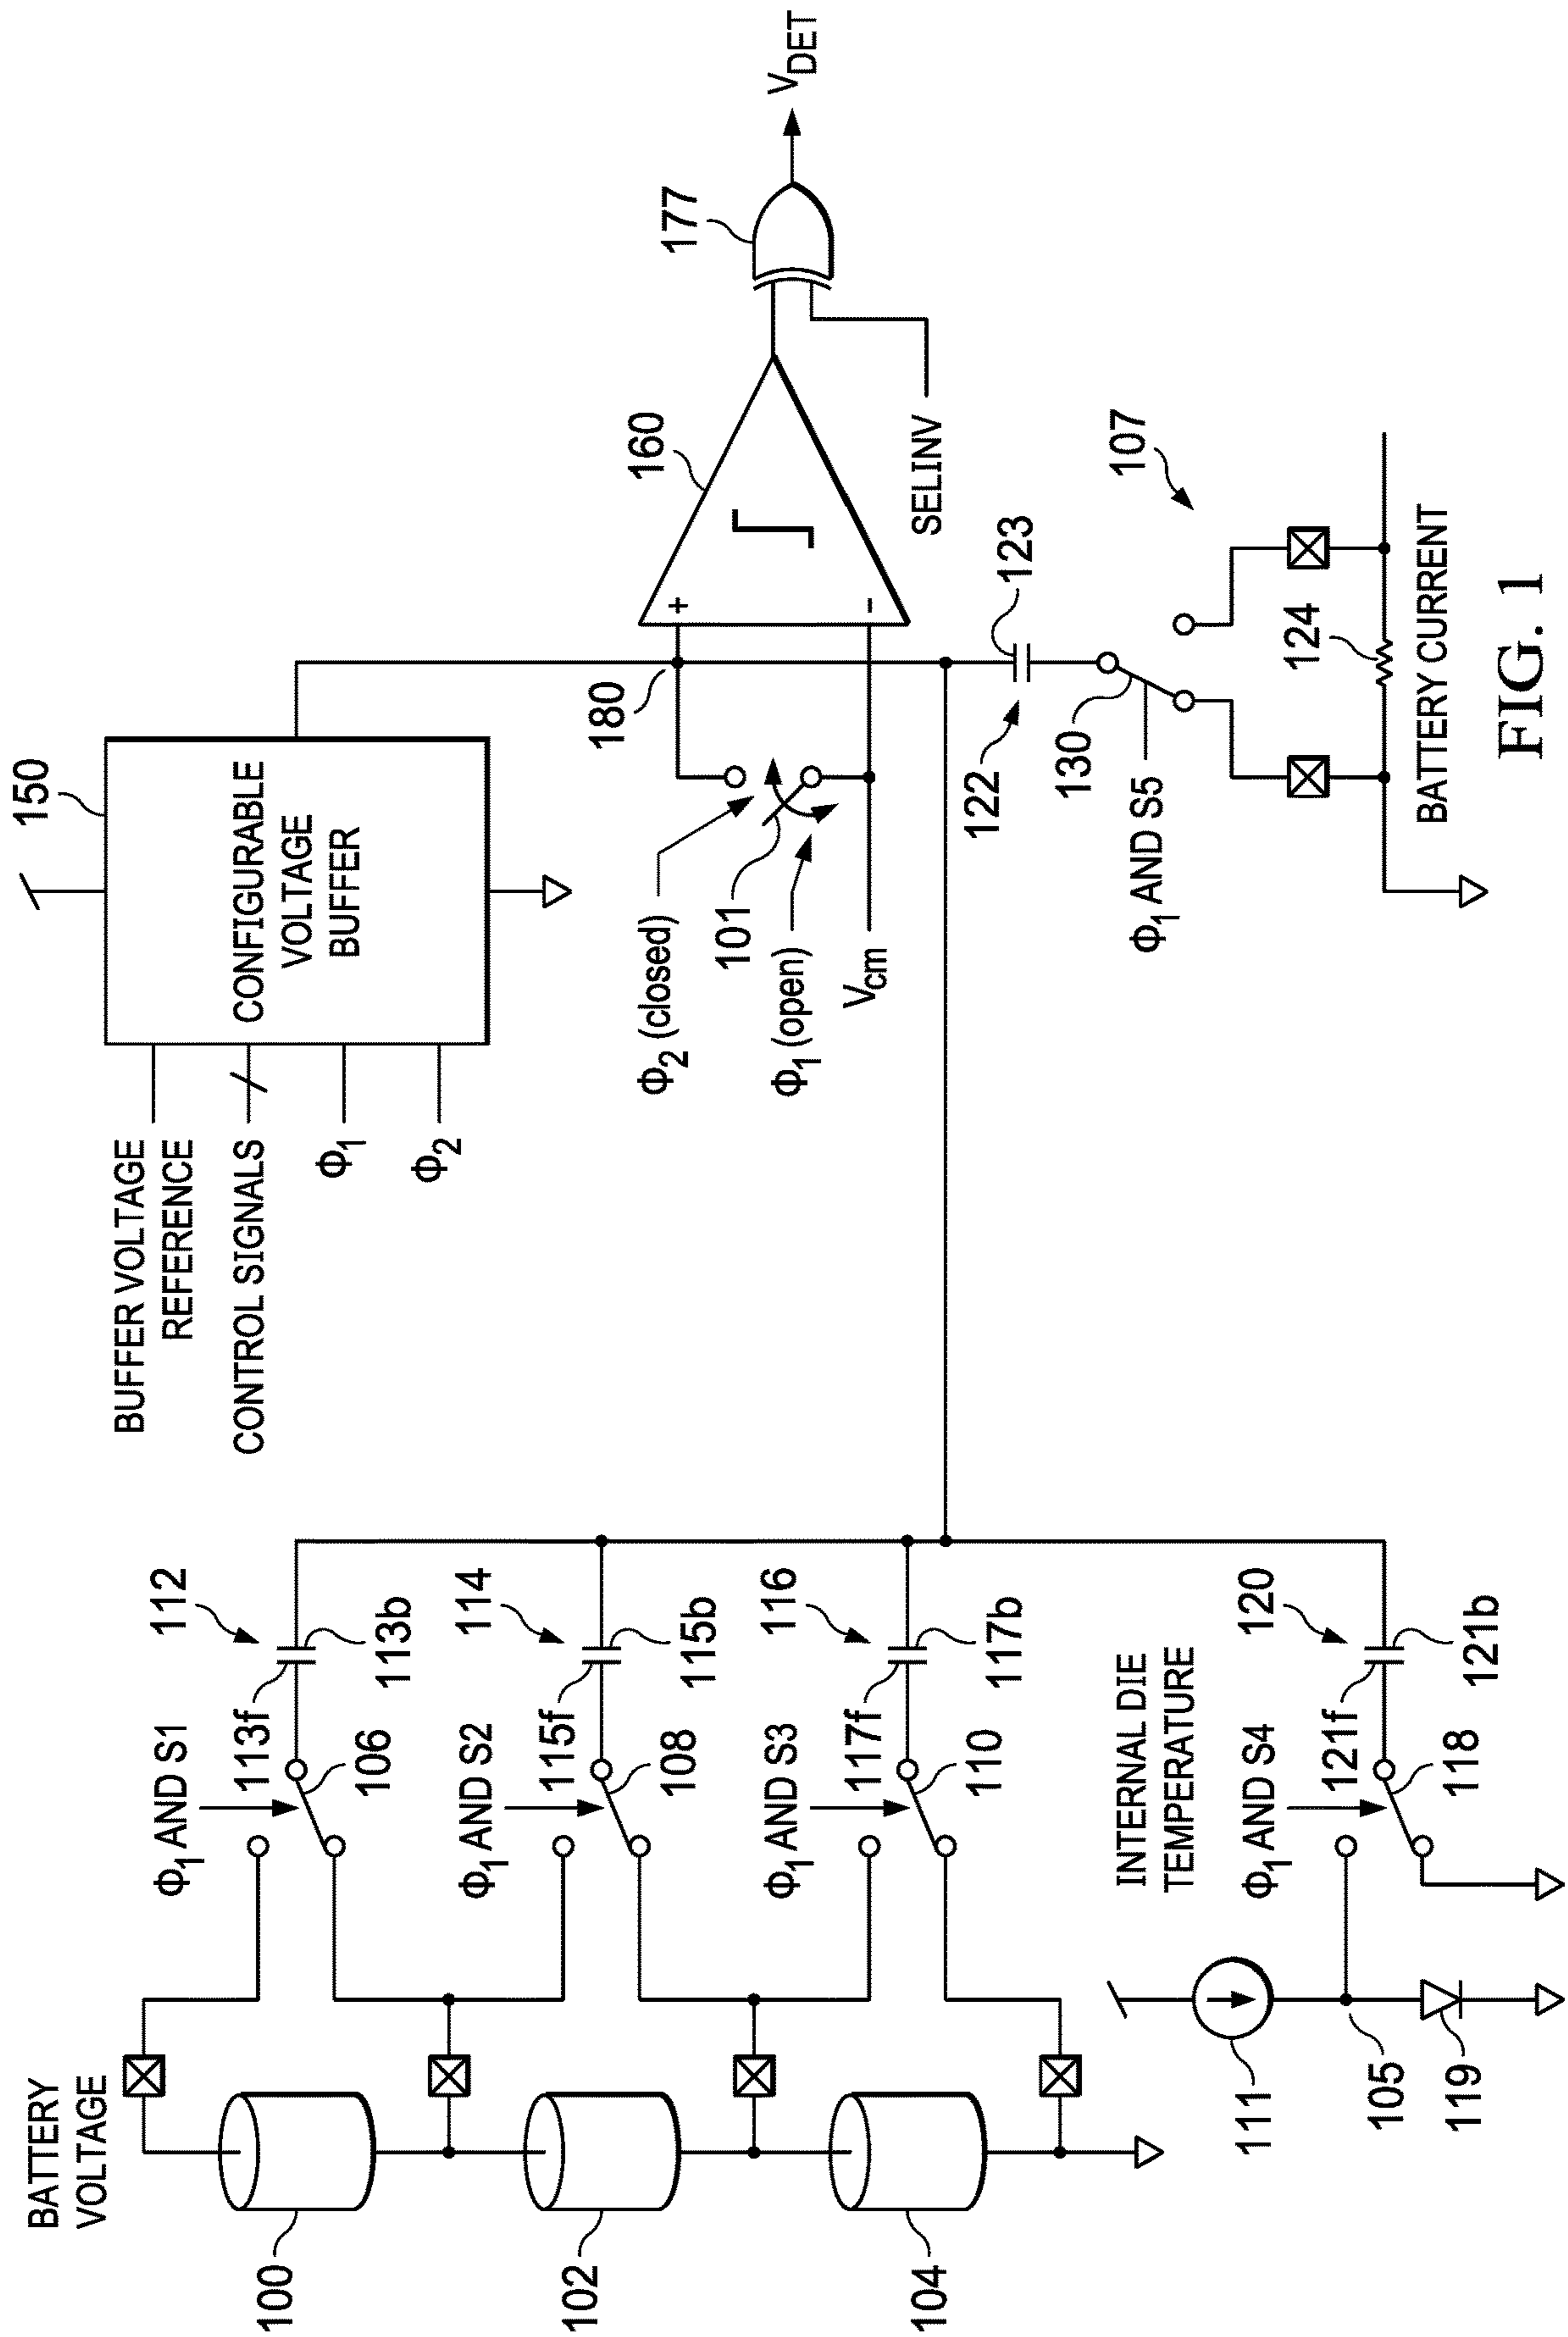 BATTERY
VOLTAGE
100
102
104
Φ1 AND S1
113f
112
113b
106
Φ1 AND S2
115f
114
115b
108
Φ1 AND S3
117f
116
117b
110
INTERNAL DIE
TEMPERATURE
Φ1 AND S4
121f
120
121b
118
111
105
119
BUFFER VOLTAGE
REFERENCE
CONTROL SIGNALS
Φ1
Φ2
150
CONFIGURABLE
VOLTAGE
BUFFER
Φ2 (closed)
101
Φ1 (open)
Vcm
180
160
+
-
177
VDET
SELINV
122
123
130
Φ1 AND S5
107
124
BATTERY CURRENT
FIG. 1